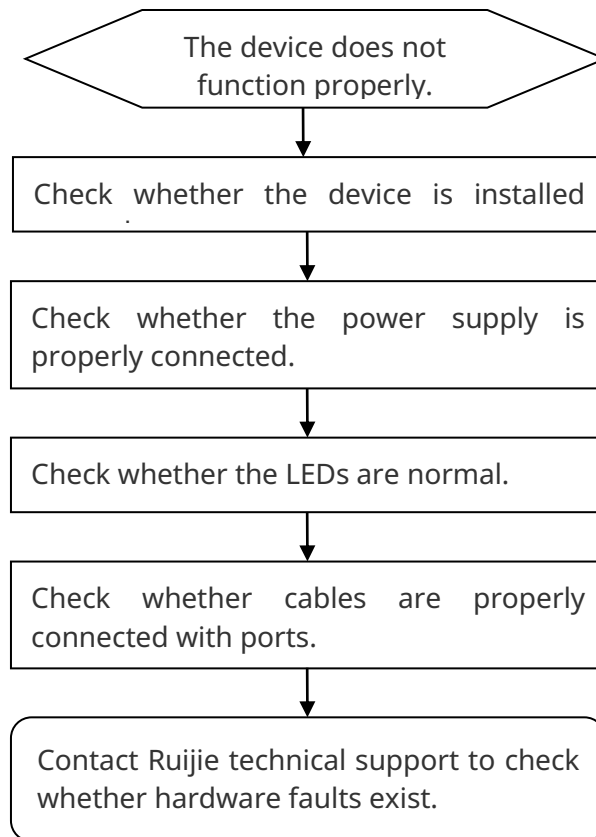 The device does not
function properly.
Check whether the device is installed
Check whether the power supply is
properly connected.
Check whether the LEDs are normal.
Check whether cables are properly
connected with ports.
Contact Ruijie technical support to check
whether hardware faults exist.